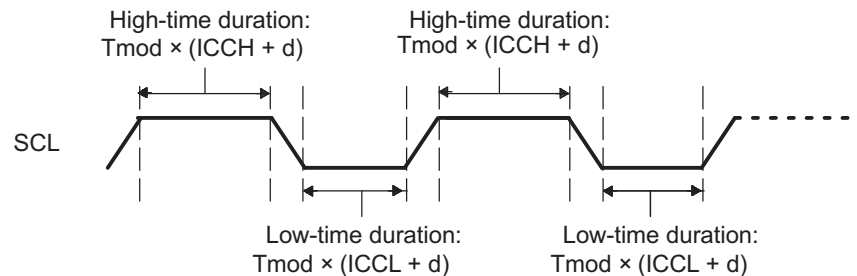 High-time duration:
Tmod × (ICCH + d)
High-time duration:
Tmod × (ICCH + d)
SCL
Low-time duration:
Tmod × (ICCL + d)
Low-time duration:
Tmod × (ICCL + d)